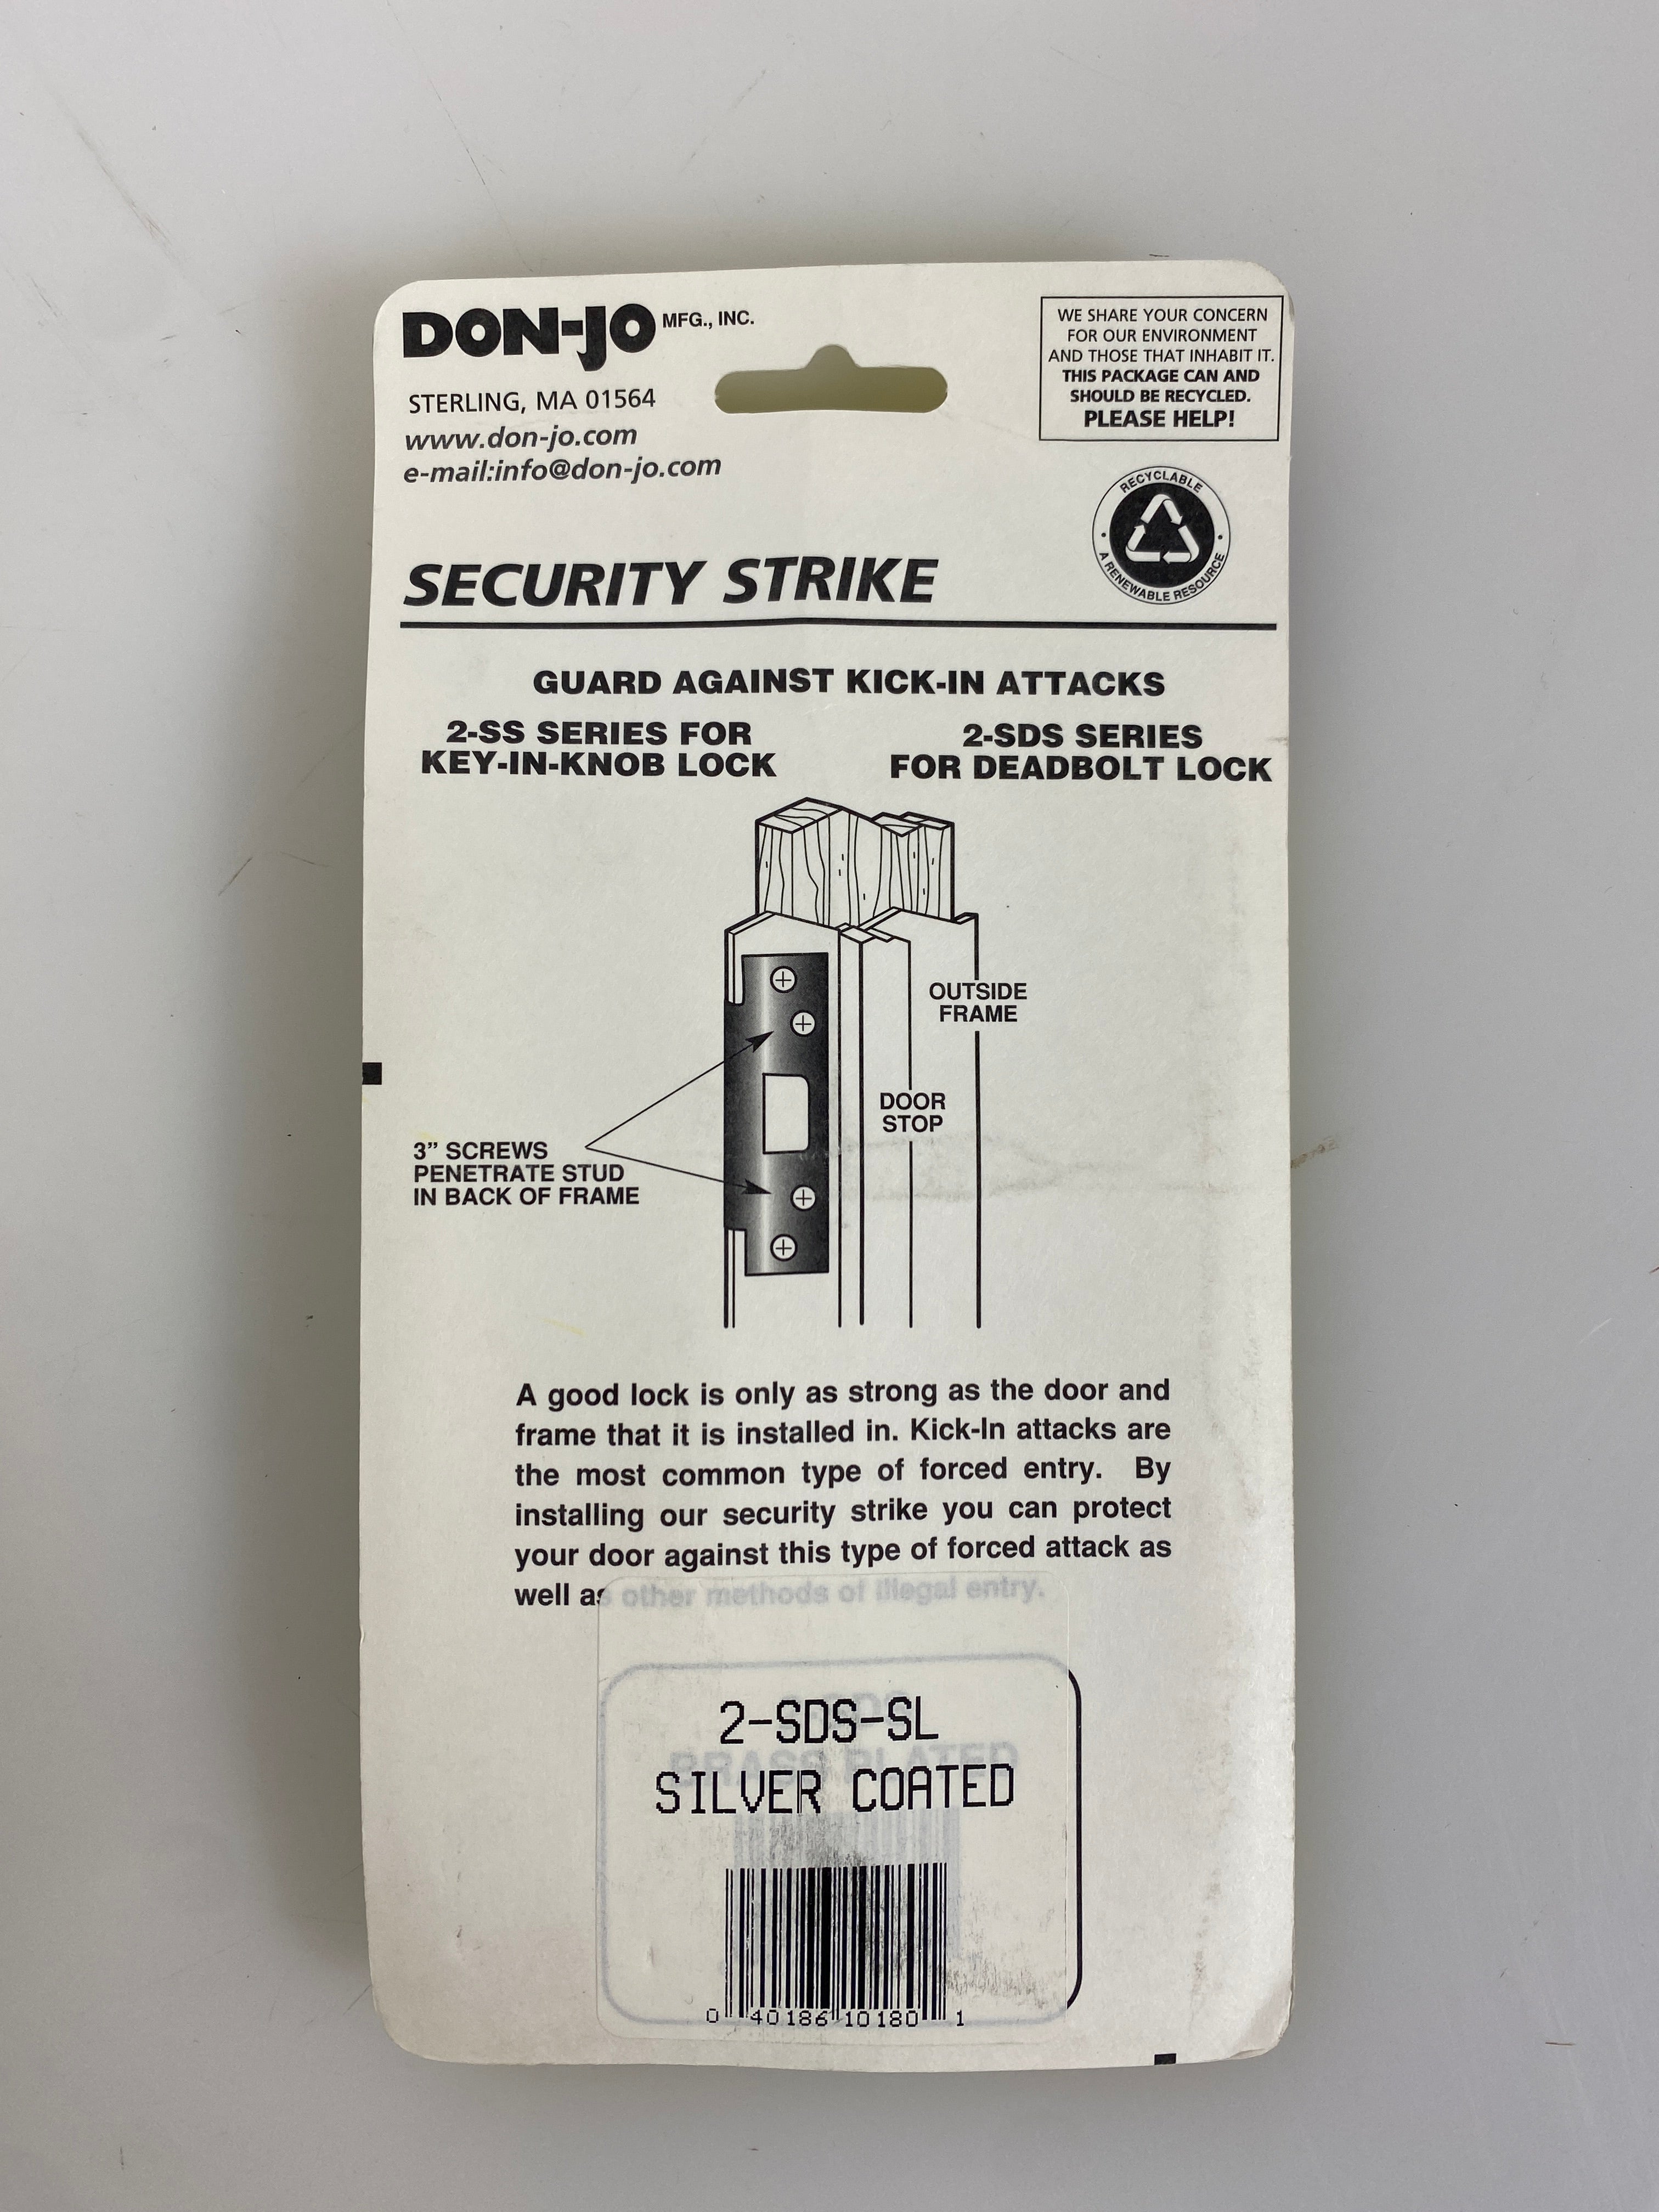 DON-JO MFG., INC.
STERLING, MA 01564
www.don-jo.com
e-mail:info@don-jo.com
WE SHARE YOUR CONCERN
FOR OUR ENVIRONMENT
AND THOSE THAT INHABIT IT.
THIS PACKAGE CAN AND
SHOULD BE RECYCLED.
PLEASE HELP!
RECYCLABLE
A RENEWABLE RESOURCE
SECURITY STRIKE
GUARD AGAINST KICK-IN ATTACKS
2-SS SERIES FOR
KEY-IN-KNOB LOCK
2-SDS SERIES
FOR DEADBOLT LOCK
OUTSIDE
FRAME
DOOR
STOP
3" SCREWS
PENETRATE STUD
IN BACK OF FRAME
A good lock is only as strong as the door and
frame that it is installed in. Kick-In attacks are
the most common type of forced entry. By
installing our security strike you can protect
your door against this type of forced attack as
well as other methods of illegal entry.
2-SDS-SL
BRASS PLATED
SILVER COATED
0 40186 10180 1